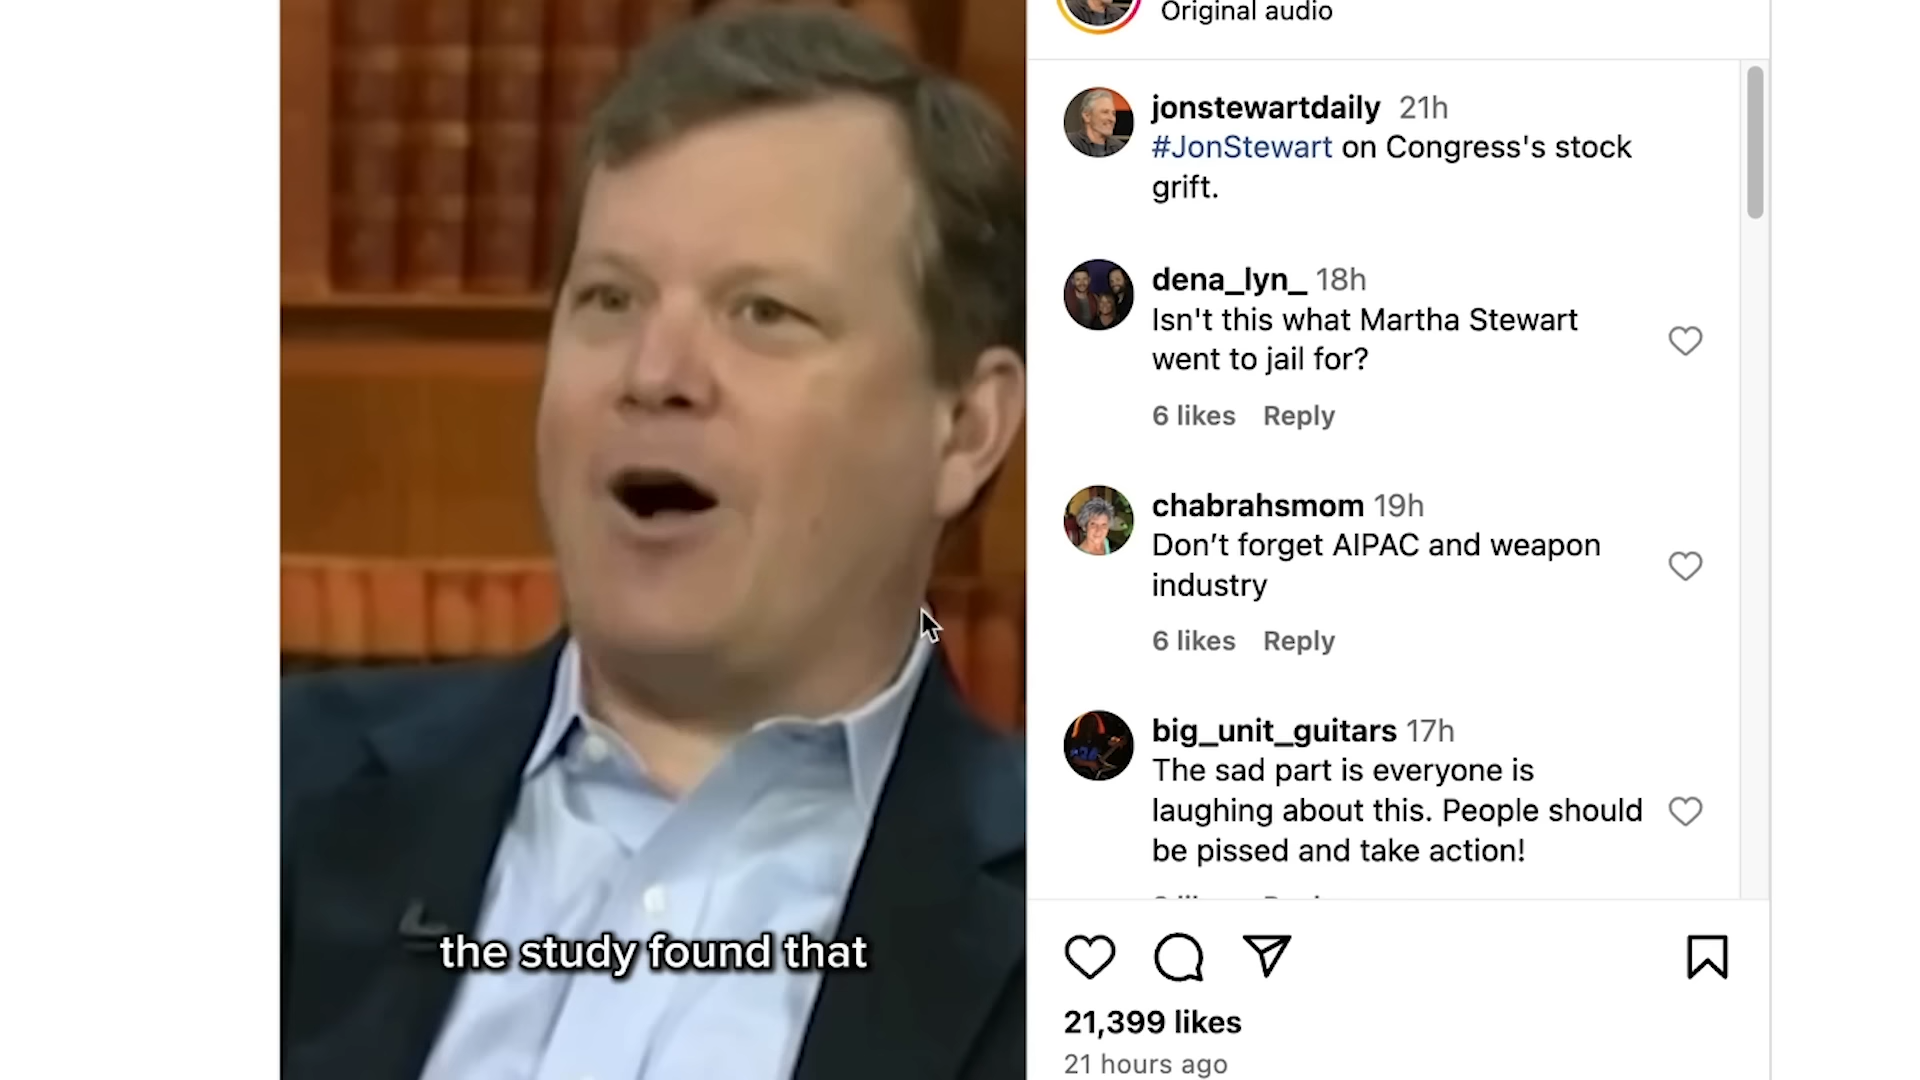 Original audio
jonstewartdaily 21h
#JonStewart on Congress's stock
grift.
dena_lyn_ 18h
Isn't this what Martha Stewart
went to jail for?
6 likes Reply
chabrahsmom 19h
Don’t forget AIPAC and weapon
industry
6 likes Reply
big_unit_guitars 17h
The sad part is everyone is
laughing about this. People should
be pissed and take action!
the study found that
21,399 likes
21 hours ago